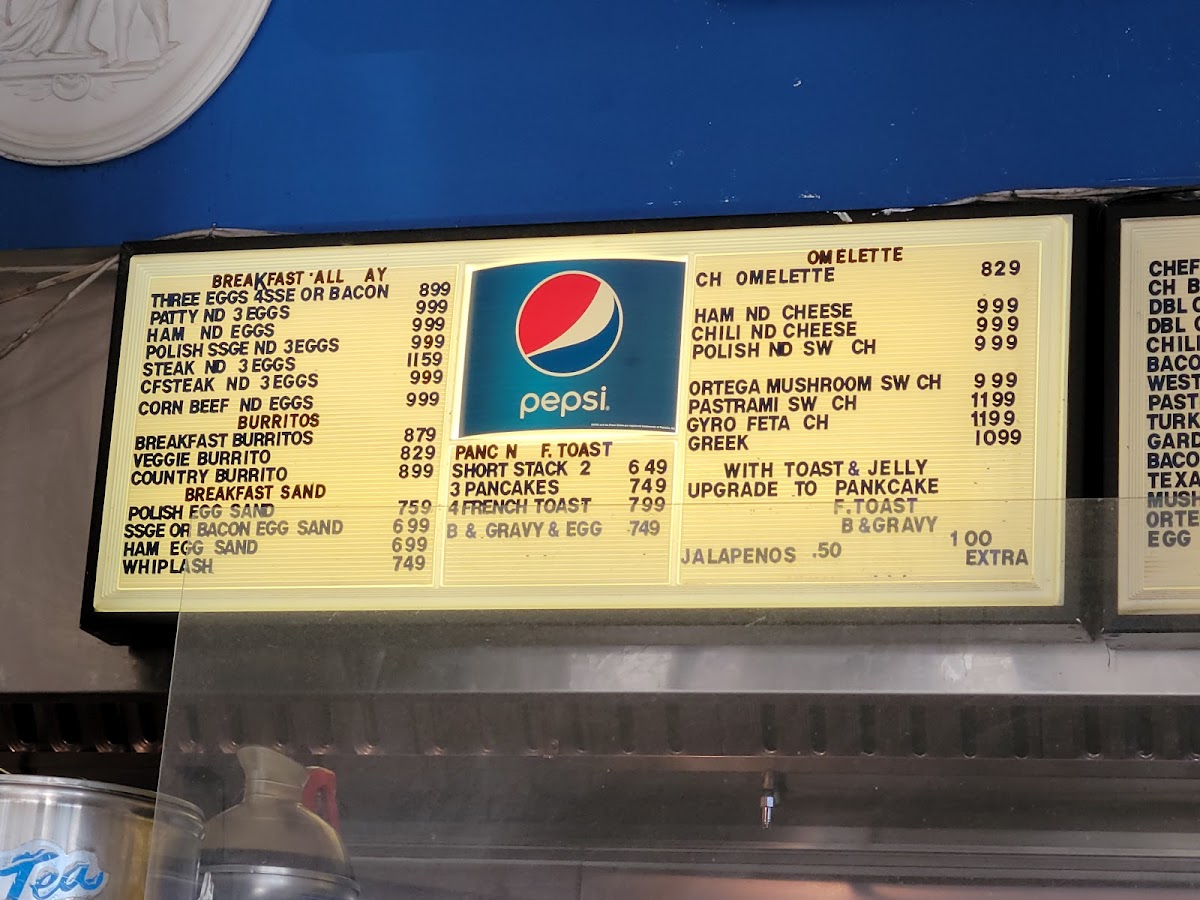 BREAKFAST ALL AY
THREE EGGS 4SSE OR BACON 899
PATTY ND 3EGGS 999
HAM ND EGGS 999
POLISH SSGE ND 3EGGS 999
STEAK ND 3EGGS 1159
CFSTEAK ND 3EGGS 999
CORN BEEF ND EGGS 999
BURRITOS
BREAKFAST BURRITOS 879
VEGGIE BURRITO 829
COUNTRY BURRITO 899
BREAKFAST SAND
POLISH EGG SAND 759
SSGE OR BACON EGG SAND 699
HAM EGG SAND 699
WHIPLASH 749
pepsi
PANC N F.TOAST
SHORT STACK 2 649
3 PANCAKES 749
4 FRENCH TOAST 799
B & GRAVY & EGG 749
OMELETTE
CH OMELETTE 829
HAM ND CHEESE 999
CHILI ND CHEESE 999
POLISH ND SW CH 999
ORTEGA MUSHROOM SW CH 999
PASTRAMI SW CH 1199
GYRO FETA CH 1199
GREEK 1099
WITH TOAST & JELLY
UPGRADE TO PANKCAKE
F.TOAST
B & GRAVY 100
JALAPENOS .50 EXTRA
CHEF
CH B
DBL
DBL
CHIL
BACO
WEST
PAST
TURK
GARD
BACO
TEXA
MUSH
ORTE
EGG
Tea